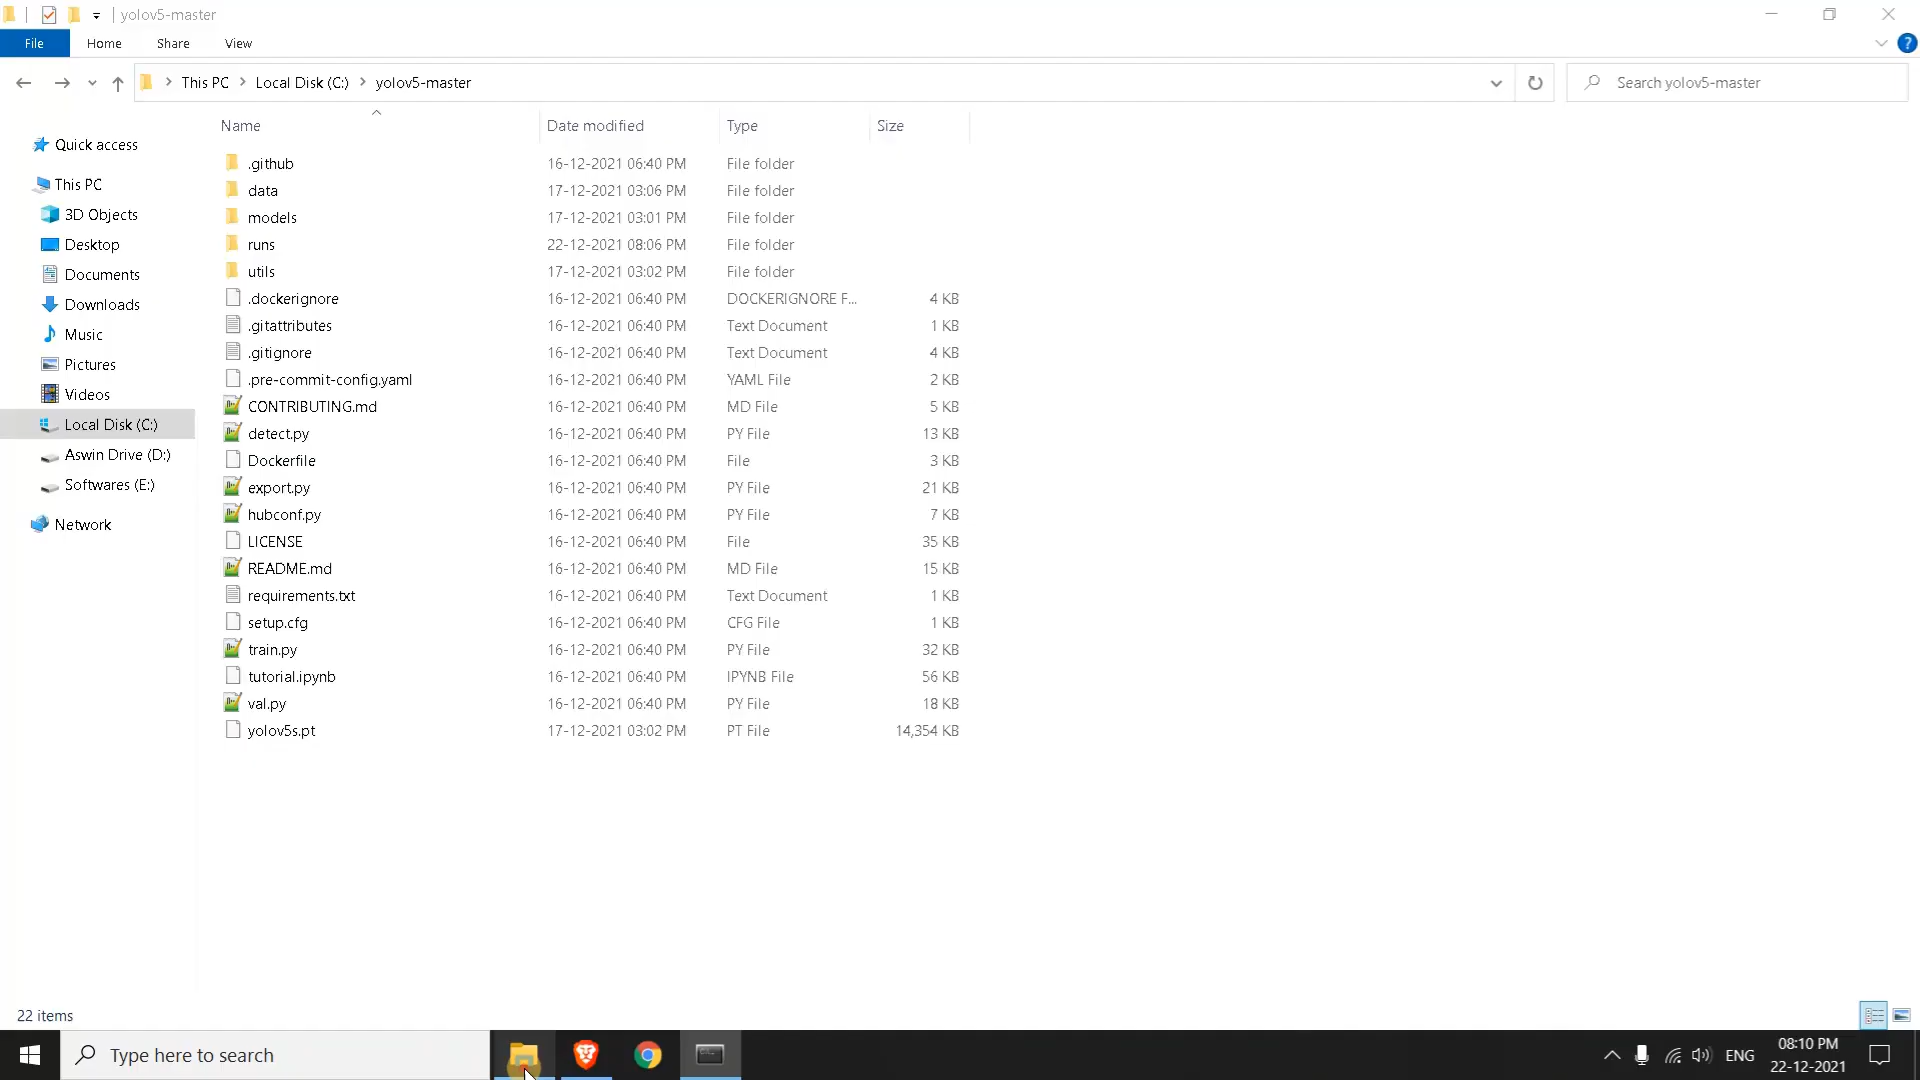 yolov5-master
File Home Share View ?
This PC Local Disk (C:) yolov5-master Search yolov5-master
Name Date modified Type Size
Quick access
This PC
3D Objects
Desktop
Documents
Downloads
Music
Pictures
Videos
Local Disk (C:)
Aswin Drive (D:)
Softwares (E:)
Network
.github 16-12-2021 06:40 PM File folder
data 17-12-2021 03:06 PM File folder
models 17-12-2021 03:01 PM File folder
runs 22-12-2021 08:06 PM File folder
utils 17-12-2021 03:02 PM File folder
.dockerignore 16-12-2021 06:40 PM DOCKERIGNORE F... 4 KB
.gitattributes 16-12-2021 06:40 PM Text Document 1 KB
.gitignore 16-12-2021 06:40 PM Text Document 4 KB
.pre-commit-config.yaml 16-12-2021 06:40 PM YAML File 2 KB
CONTRIBUTING.md 16-12-2021 06:40 PM MD File 5 KB
detect.py 16-12-2021 06:40 PM PY File 13 KB
Dockerfile 16-12-2021 06:40 PM File 3 KB
export.py 16-12-2021 06:40 PM PY File 21 KB
hubconf.py 16-12-2021 06:40 PM PY File 7 KB
LICENSE 16-12-2021 06:40 PM File 35 KB
README.md 16-12-2021 06:40 PM MD File 15 KB
requirements.txt 16-12-2021 06:40 PM Text Document 1 KB
setup.cfg 16-12-2021 06:40 PM CFG File 1 KB
train.py 16-12-2021 06:40 PM PY File 32 KB
tutorial.ipynb 16-12-2021 06:40 PM IPYNB File 56 KB
val.py 16-12-2021 06:40 PM PY File 18 KB
yolov5s.pt 17-12-2021 03:02 PM PT File 14,354 KB
22 items
Type here to search ENG 08:10 PM
22-12-2021